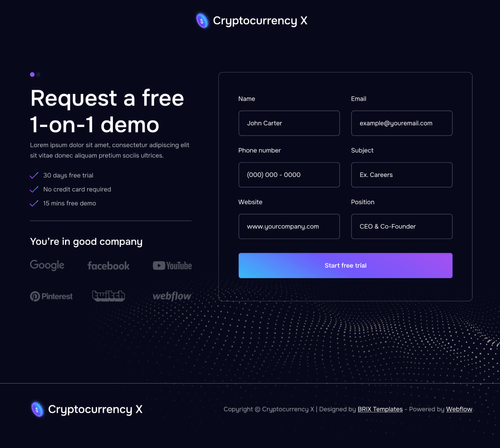 Cryptocurrency X
Request a free
1-on-1 demo
Lorem ipsum dolor sit amet, consectetur adipiscing elit
sit vitae donec aliquam pretium sociis ultrices.
30 days free trial
No credit card required
15 mins free demo
You're in good company
Google
facebook
YouTube
Pinterest
twitch
webflow
Name
Email
John Carter
example@youremail.com
Phone number
Subject
(000) 000 - 0000
Ex. Careers
Website
Position
www.yourcompany.com
CEO & Co-Founder
Start free trial
Cryptocurrency X
Copyright © Cryptocurrency X | Designed by BRIX Templates - Powered by Webflow